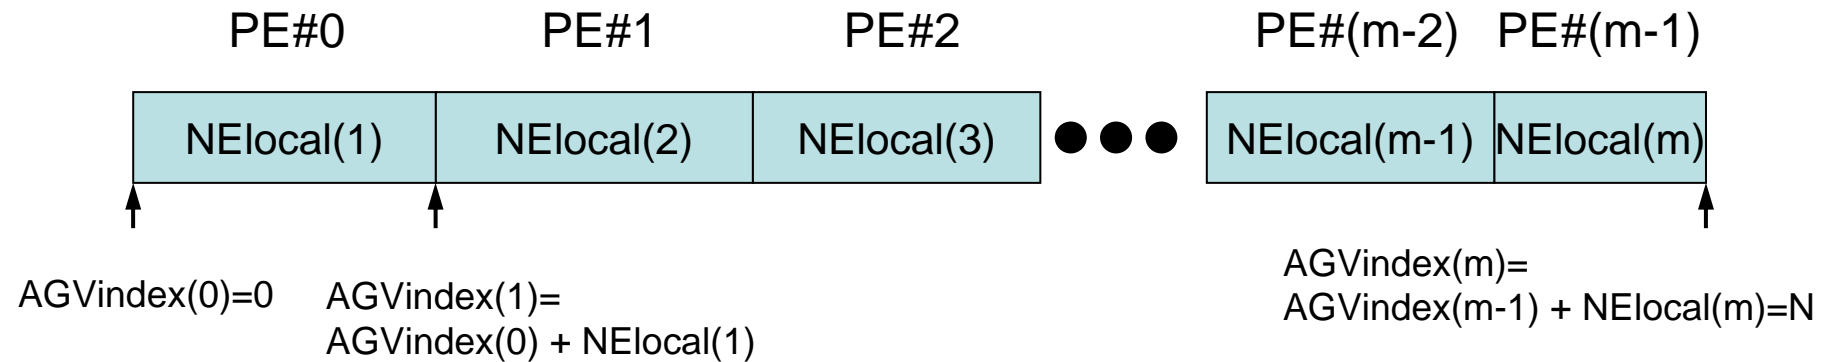 PE#0 PE#1 PE#2 PE#(m-2) PE#(m-1)
NElocal(1) NElocal(2) NElocal(3) NElocal(m-1) NElocal(m)
AGVindex(0)=0
AGVindex(1)=
AGVindex(0) + NElocal(1)
AGVindex(m)=
AGVindex(m-1) + NElocal(m)=N